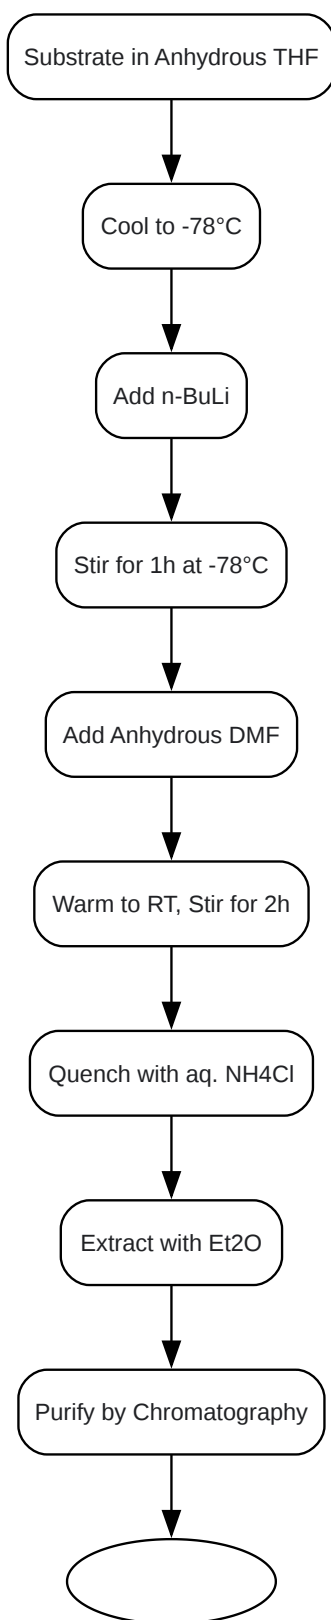 Substrate in Anhydrous THF
Cool to -78°C
Add n-BuLi
Stir for 1h at -78°C
Add Anhydrous DMF
Warm to RT, Stir for 2h
Quench with aq. NH4Cl
Extract with Et2O
Purify by Chromatography